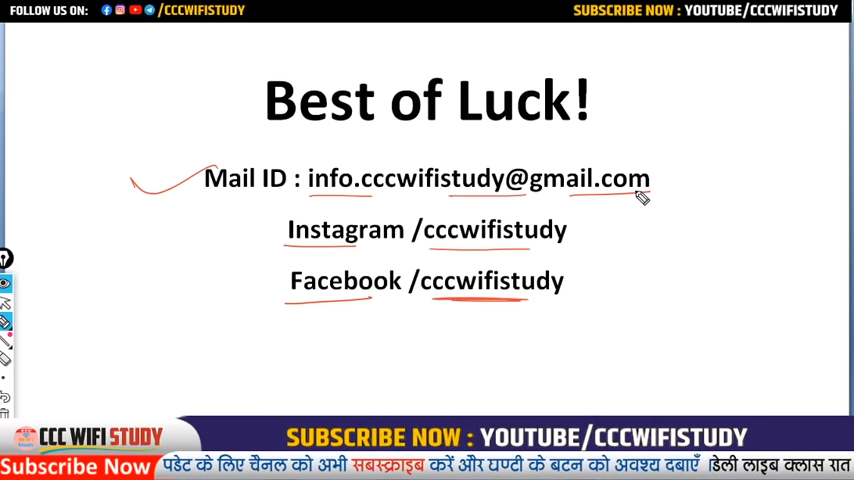 FOLLOW US ON: /CCCWIFISTUDY SUBSCRIBE NOW : YOUTUBE/CCCWIFISTUDY
Best of Luck!
Mail ID : info.cccwifistudy@gmail.com
Instagram /cccwifistudy
Facebook /cccwifistudy
CCC WIFI STUDY SUBSCRIBE NOW : YOUTUBE/CCCWIFISTUDY
Subscribe Now पडेट के लिए चैनल को अभी सबस्क्राइब करें और घण्टी के बटन को अवश्य दबाएँ डेली लाइब क्लास रात